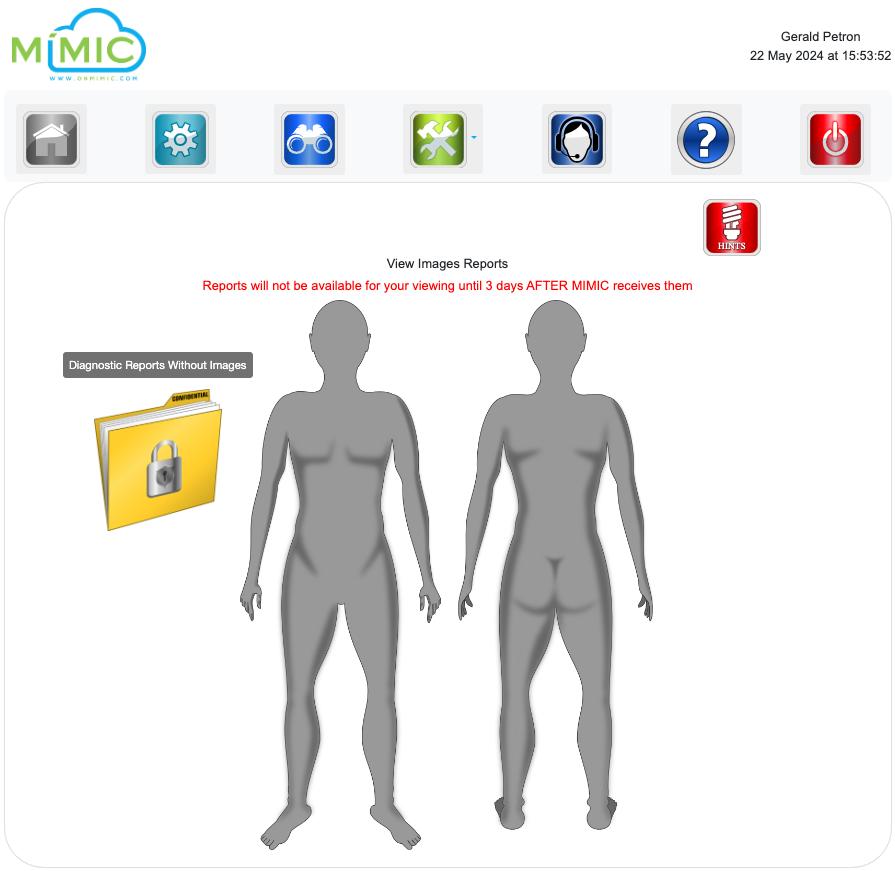 MiMIC
WWW.ONMIMIC.COM
Gerald Petron
22 May 2024 at 15:53:52
?
HINTS
View Images Reports
Reports will not be available for your viewing until 3 days AFTER MIMIC receives them
Diagnostic Reports Without Images
CONFIDENTIAL